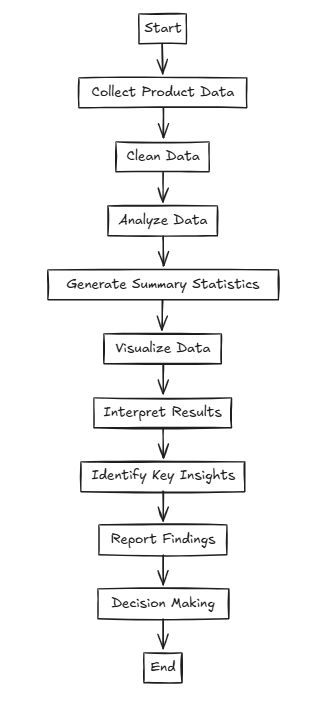 Start
Collect Product Data
Clean Data
Analyze Data
Generate Summary Statistics
Visualize Data
Interpret Results
Identify Key Insights
Report Findings
Decision Making
End